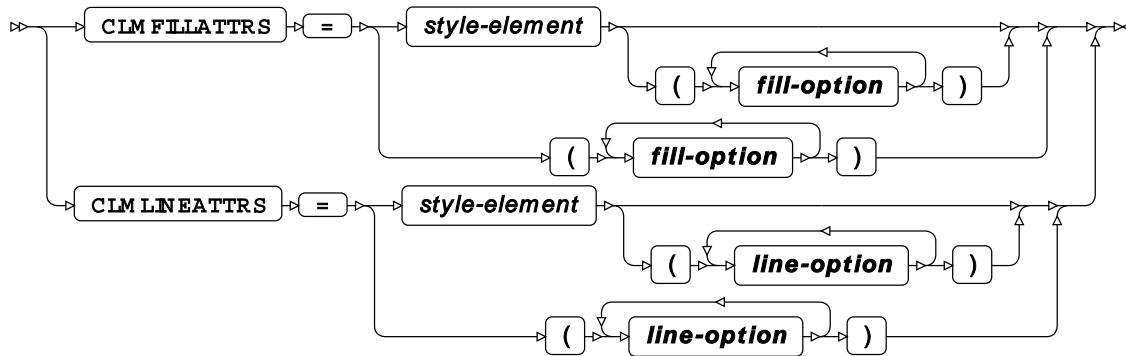 CLMFILLATTRS = style-element
( fill-option )
( fill-option )
CLMLINEATTRS = style-element
( line-option )
( line-option )